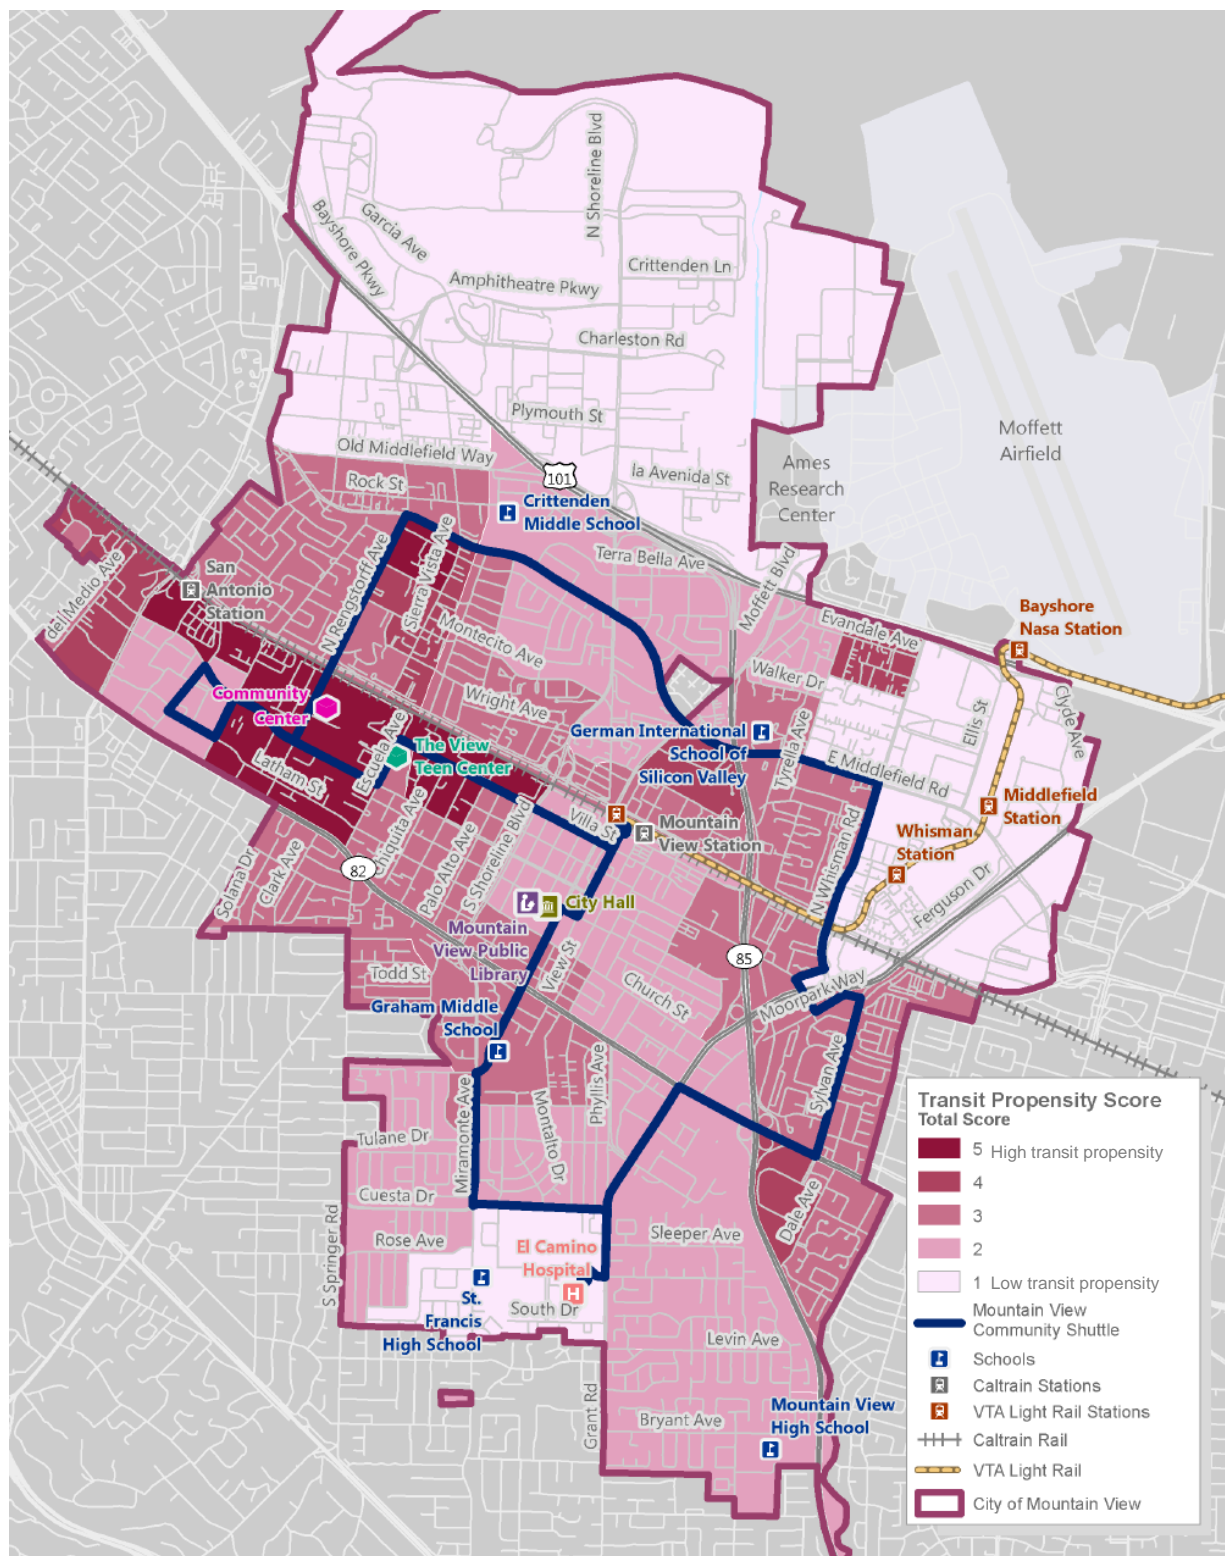 N Shoreline Blvd
Garcia Ave
Bayshore Pkwy
Crittenden Ln
Amphitheatre Pkwy
Charleston Rd
Plymouth St
Moffett
Airfield
Old Middlefield Way
101
la Avenida St
Ames
Research
Center
Rock St
Crittenden
Middle School
Terra Bella Ave
Moffett Blvd
San
Antonio
Station
del Medio Ave
N Rengstorff Ave
Sierra Vista Ave
Montecito Ave
Evandale Ave
Bayshore
Nasa Station
Walker Dr
Wright Ave
Ellis St
Clyde Ave
Community
Center
German International
School of
Silicon Valley
Tyrella Ave
Escuela Ave
The View
Teen Center
Latham St
E Middlefield Rd
Middlefield
Station
Villa St
Mountain
View Station
Whisman
Station
N Whisman Rd
Chiquita Ave
Palo Alto Ave
S Shoreline Blvd
82
Solana Dr
Clark Ave
Ferguson Dr
City Hall
Mountain
View Public
Library
View St
85
Todd St
Church St
Moorpark Way
Graham Middle
School
Sylvan Ave
Phyllis Ave
Montalto Dr
Miramonte Ave
Tulane Dr
Cuesta Dr
Dale Ave
Rose Ave
Sleeper Ave
S Springer Rd
El Camino
Hospital
H
South Dr
St.
Francis
High School
Levin Ave
Grant Rd
Bryant Ave
Mountain View
High School
Transit Propensity Score
Total Score
5 High transit propensity
4
3
2
1 Low transit propensity
Mountain View
Community Shuttle
Schools
Caltrain Stations
VTA Light Rail Stations
Caltrain Rail
VTA Light Rail
City of Mountain View